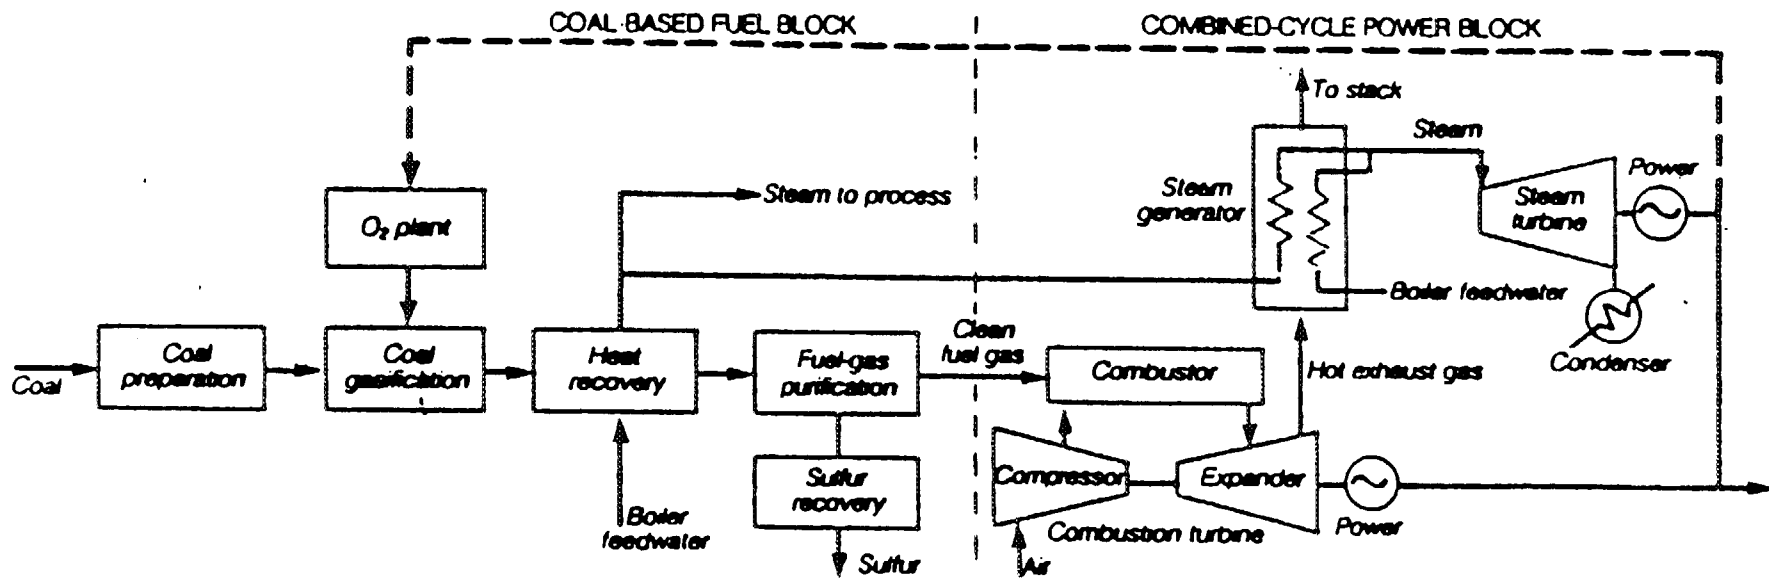 COAL-BASED FUEL BLOCK
COMBINED-CYCLE POWER BLOCK
To stack
Steam
Power
Steam to process
Steam
generator
Steam
turbine
O₂ plant
Boiler feedwater
Clean
fuel gas
Condenser
Coal
Coal
preparation
Coal
gasification
Heat
recovery
Fuel-gas
purification
Combustor
Hot exhaust gas
Compressor
Expander
Sulfur
recovery
Boiler
feedwater
Combustion turbine
Power
Sulfur
Air